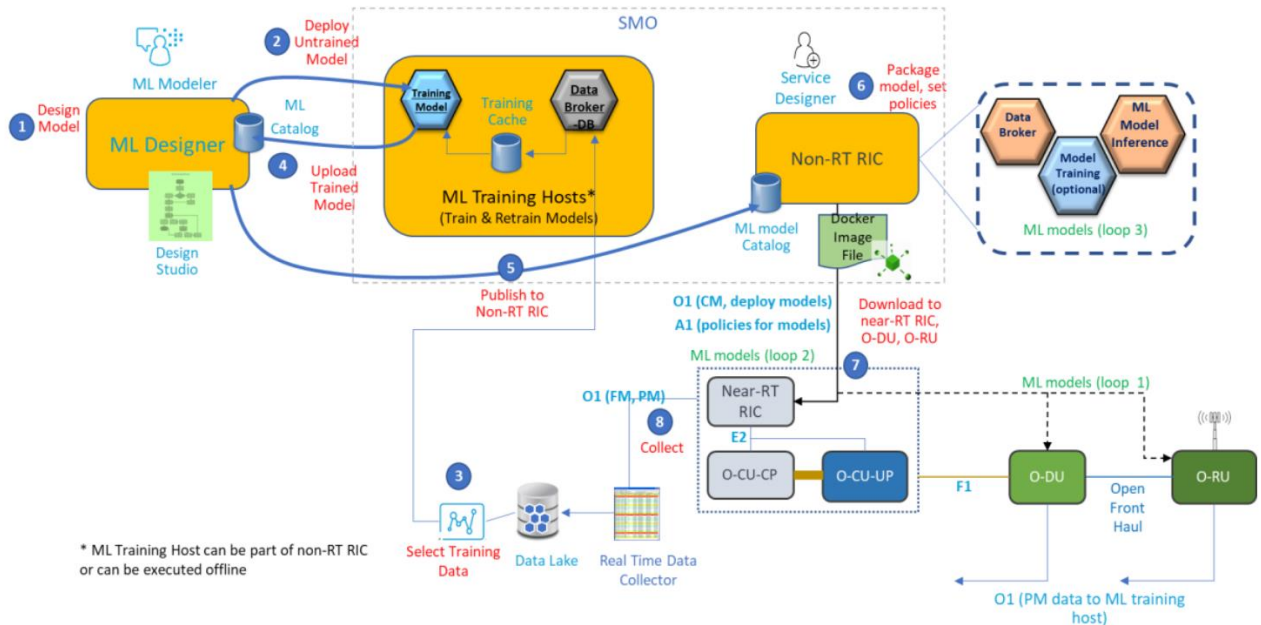 SMO
2
Deploy
Untrained
Model
ML Modeler
1
Design
Model
ML Designer
ML
Catalog
4
Upload
Trained
Model
Design
Studio
Training
Model
Training
Cache
Data
Broker
-DB
ML Training Hosts*
(Train & Retrain Models)
5
Publish to
Non-RT RIC
Service
Designer
6
Package
model, set
policies
Non-RT RIC
ML model
Catalog
Docker
Image
File
Data
Broker
ML
Model
Inference
Model
Training
(optional)
ML models (loop 3)
O1 (CM, deploy models)
A1 (policies for models)
Download to
near-RT RIC,
O-DU, O-RU
ML models (loop 2)
7
ML models (loop 1)
O1 (FM, PM)
8
Collect
Near-RT
RIC
E2
O-CU-CP
O-CU-UP
F1
O-DU
Open
Front
Haul
O-RU
3
Select Training
Data
Data Lake
Real Time Data
Collector
* ML Training Host can be part of non-RT RIC
or can be executed offline
O1 (PM data to ML training
host)